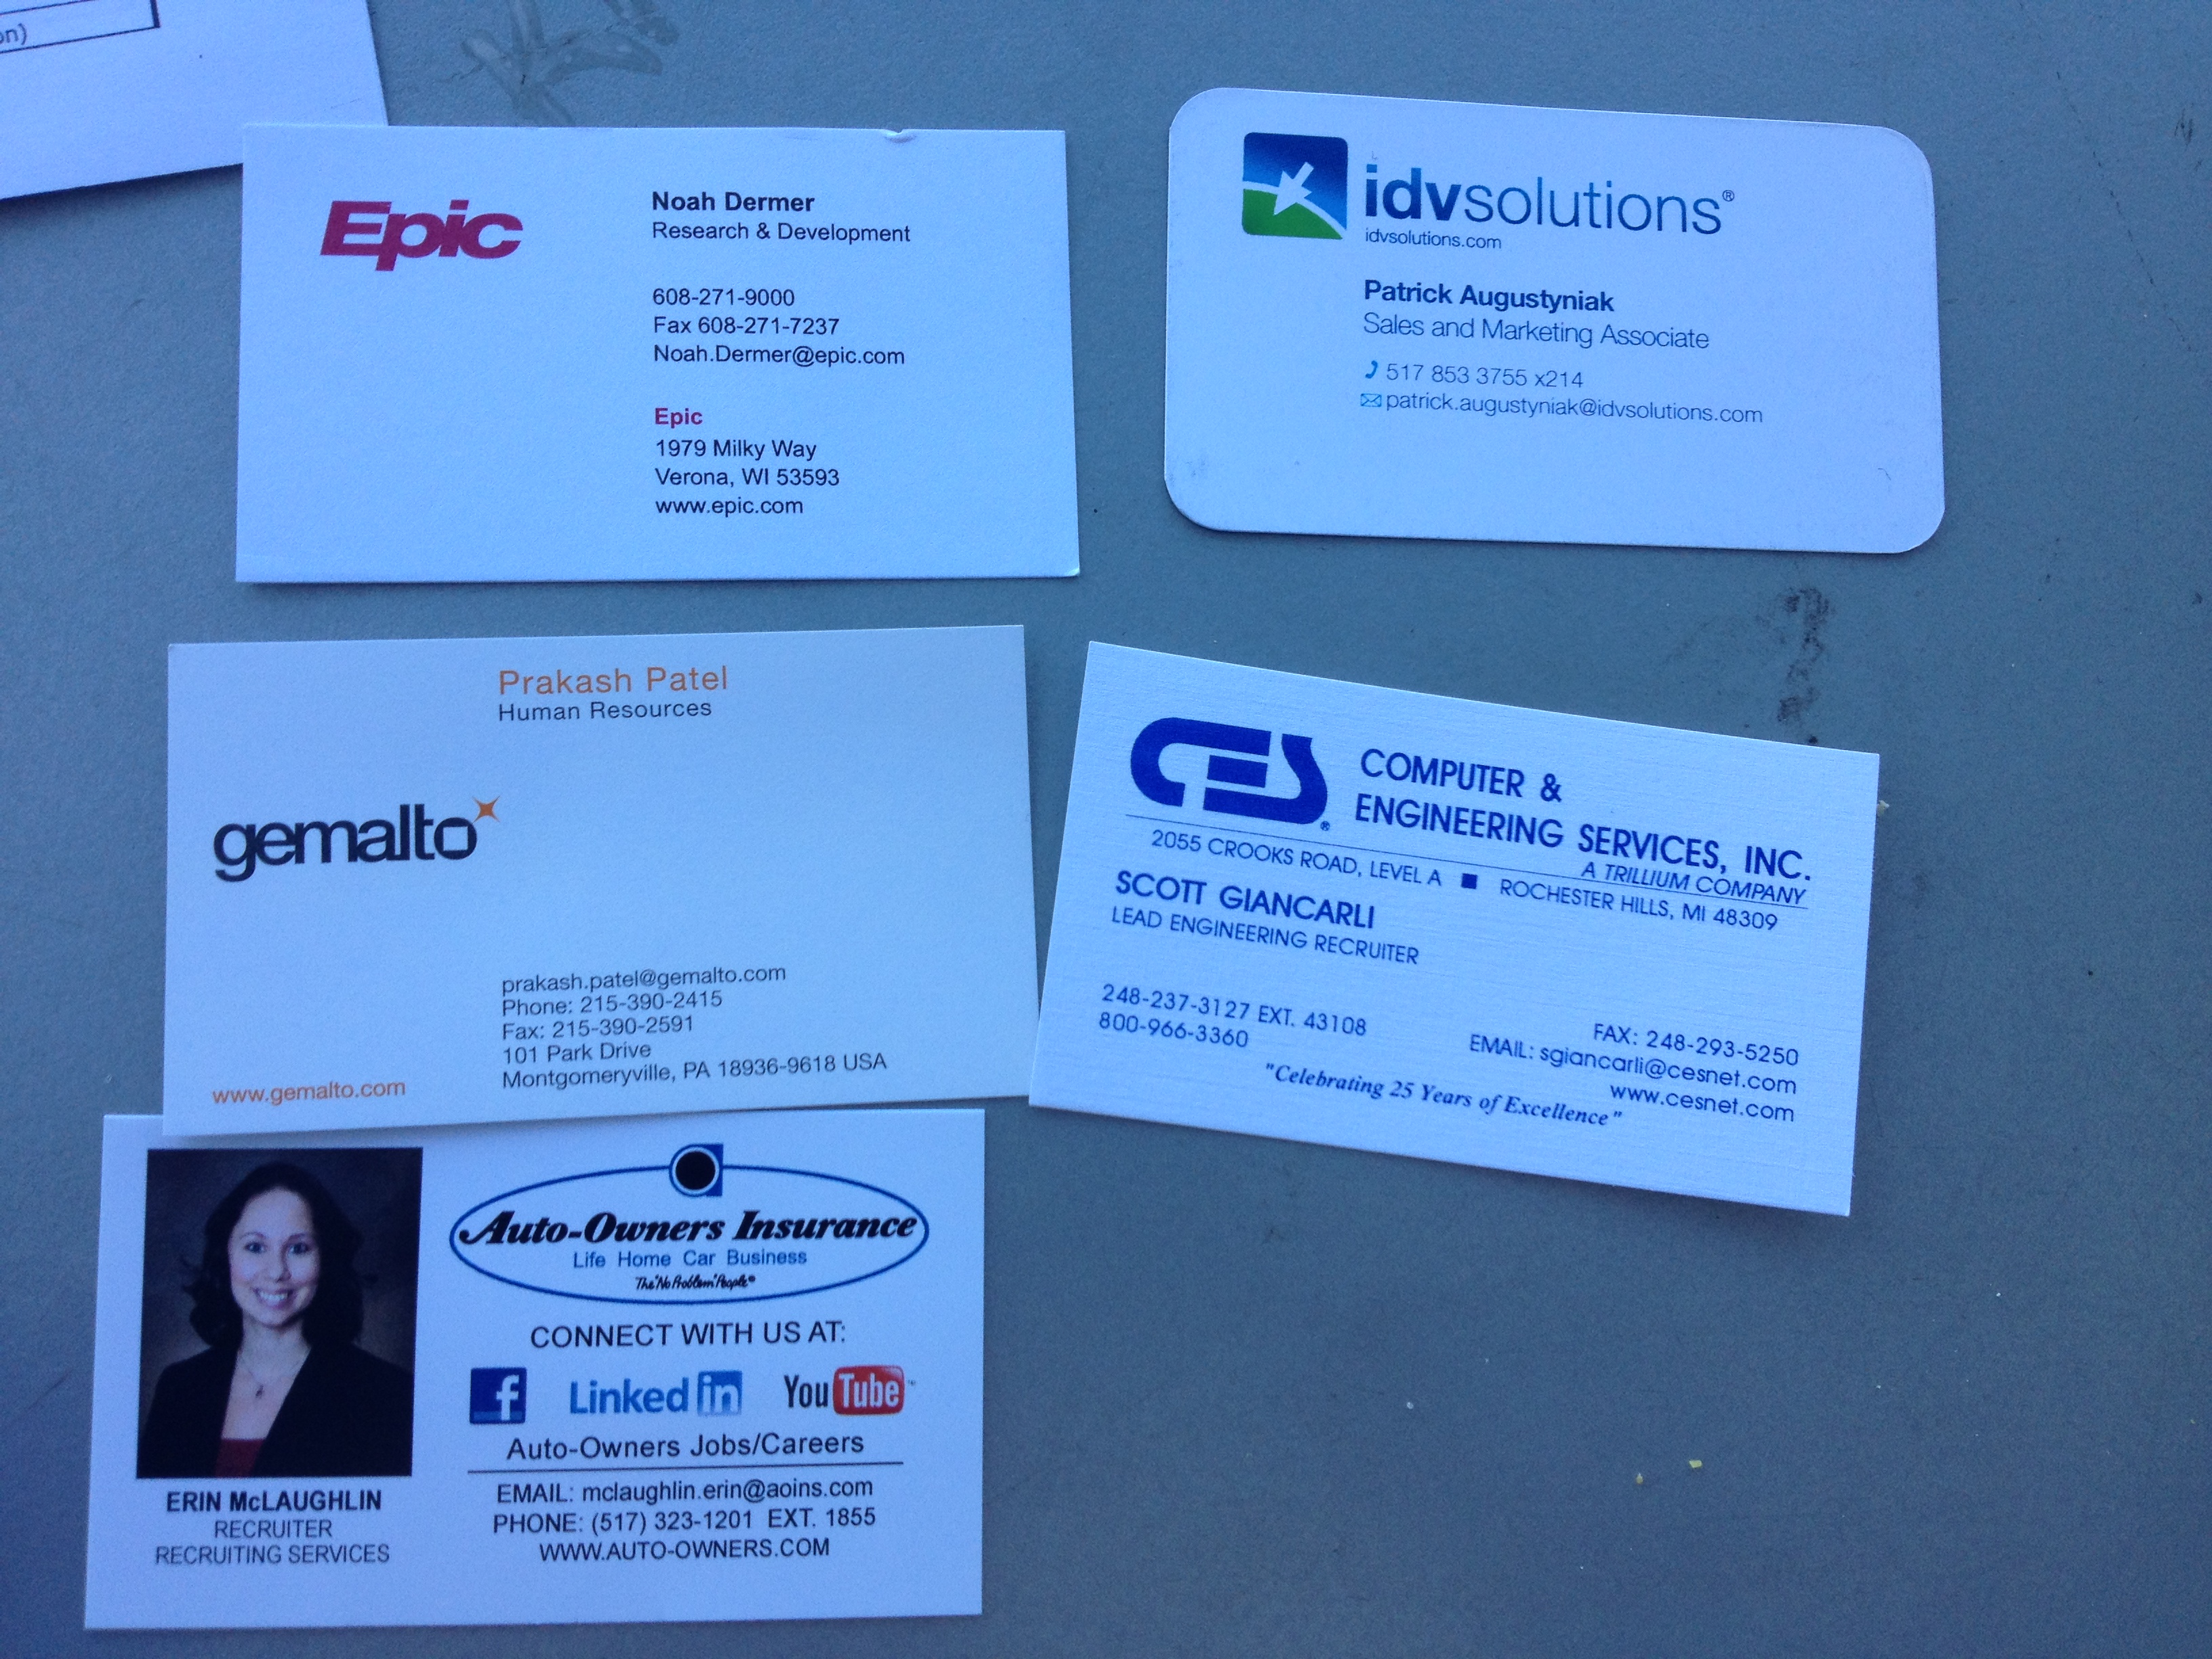 on)
Epic
Noah Dermer
Research & Development
608-271-9000
Fax 608-271-7237
Noah.Dermer@epic.com
Epic
1979 Milky Way
Verona, WI 53593
www.epic.com
idvsolutions®
idvsolutions.com
Patrick Augustyniak
Sales and Marketing Associate
517 853 3755 x214
patrick.augustyniak@idvsolutions.com
Prakash Patel
Human Resources
gemalto
prakash.patel@gemalto.com
Phone: 215-390-2415
Fax: 215-390-2591
101 Park Drive
www.gemalto.com
Montgomeryville, PA 18936-9618 USA
CES®
COMPUTER &
ENGINEERING SERVICES, INC.
A TRILLIUM COMPANY
2055 CROOKS ROAD, LEVEL A ■ ROCHESTER HILLS, MI 48309
SCOTT GIANCARLI
LEAD ENGINEERING RECRUITER
248-237-3127 EXT. 43108
800-966-3360
FAX: 248-293-5250
EMAIL: sgiancarli@cesnet.com
www.cesnet.com
"Celebrating 25 Years of Excellence"
Auto-Owners Insurance
Life Home Car Business
The "No Problem" People®
CONNECT WITH US AT:
f LinkedIn YouTube™
Auto-Owners Jobs/Careers
ERIN McLAUGHLIN
RECRUITER
RECRUITING SERVICES
EMAIL: mclaughlin.erin@aoins.com
PHONE: (517) 323-1201 EXT. 1855
WWW.AUTO-OWNERS.COM